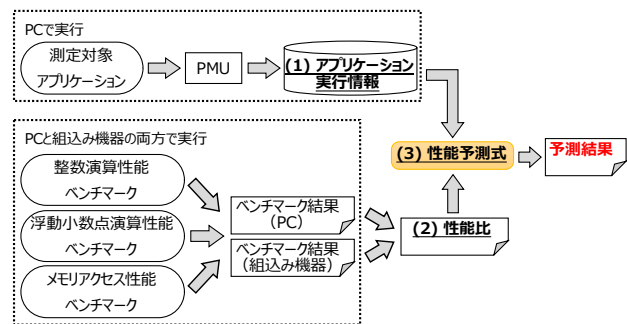 PCで実行
測定対象
アプリケーション
PMU
(1) アプリケーション
実行情報
PCと組込み機器の両方で実行
整数演算性能
ベンチマーク
浮動小数点演算性能
ベンチマーク
メモリアクセス性能
ベンチマーク
ベンチマーク結果
（PC）
ベンチマーク結果
（組込み機器）
(2) 性能比
(3) 性能予測式
予測結果